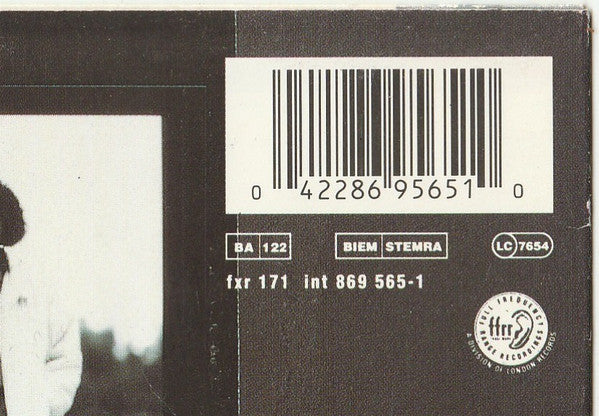 0 42286 95651 0
BA 122 BIEM STEMRA LC 7654
fxr 171 int 869 565-1
FULL FREQUENCY
ffrr
RANGE RECORDINGS
A DIVISION OF LONDON RECORDS